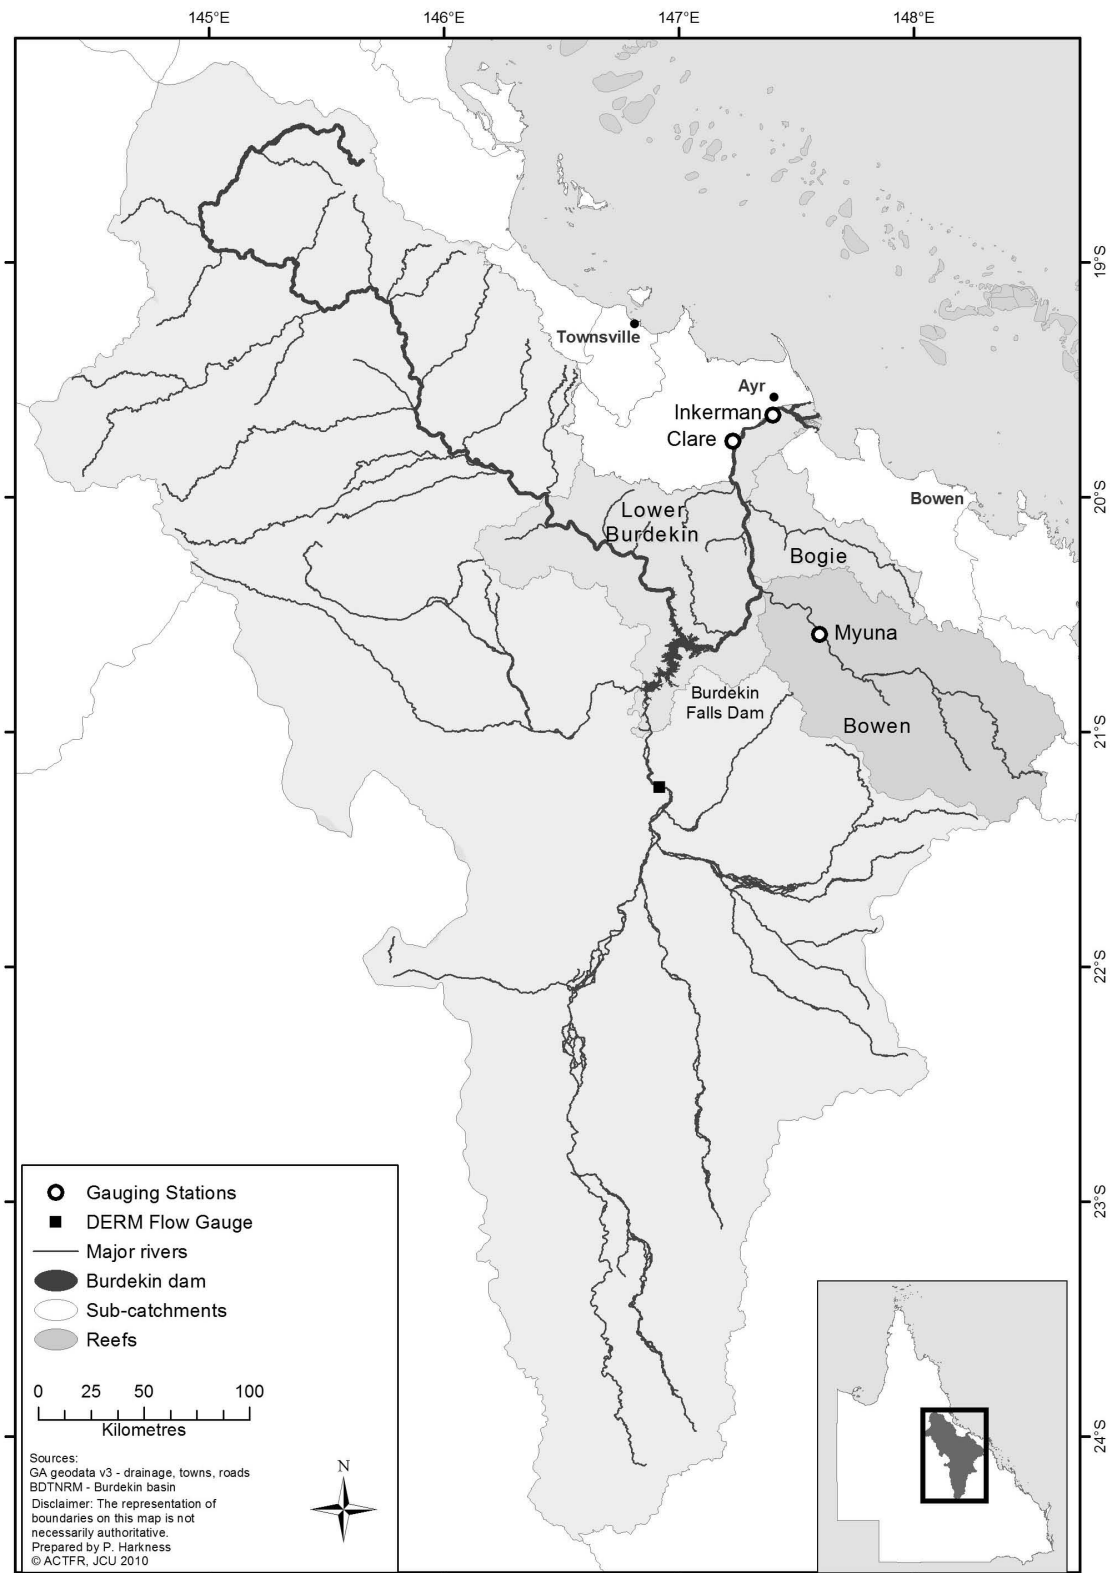 145°E
146°E
147°E
148°E
19°S
Townsville
Ayr
Inkerman
Clare
20°S
Bowen
Lower
Burdekin
Bogie
Myuna
Burdekin
Falls Dam
Bowen
21°S
22°S
23°S
24°S
Gauging Stations
DERM Flow Gauge
Major rivers
Burdekin dam
Sub-catchments
Reefs
0 25 50 100
Kilometres
Sources:
GA geodata v3 - drainage, towns, roads
BDTNRM - Burdekin basin
Disclaimer: The representation of
boundaries on this map is not
necessarily authoritative.
Prepared by P. Harkness
© ACTFR, JCU 2010
N